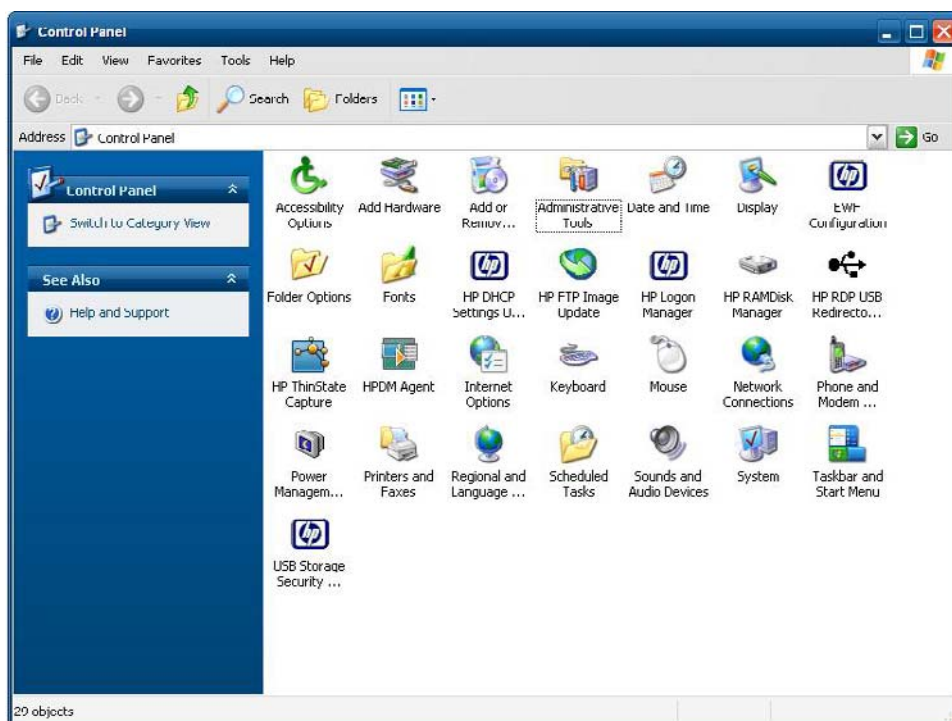 Control Panel
File Edit View Favorites Tools Help
Back Search Folders
Address Control Panel Go
Control Panel
Switch to Category View
See Also
Help and Support
Accessibility Options
Add Hardware
Add or Remov...
Administrative Tools
Date and Time
Display
EWF Configuration
Folder Options
Fonts
HP DHCP Settings U...
HP FTP Image Update
HP Logon Manager
HP RAMDisk Manager
HP RDP USB Redirecto...
HP ThinState Capture
HPDM Agent
Internet Options
Keyboard
Mouse
Network Connections
Phone and Modem ...
Power Managem...
Printers and Faxes
Regional and Language ...
Scheduled Tasks
Sounds and Audio Devices
System
Taskbar and Start Menu
USB Storage Security ...
29 objects